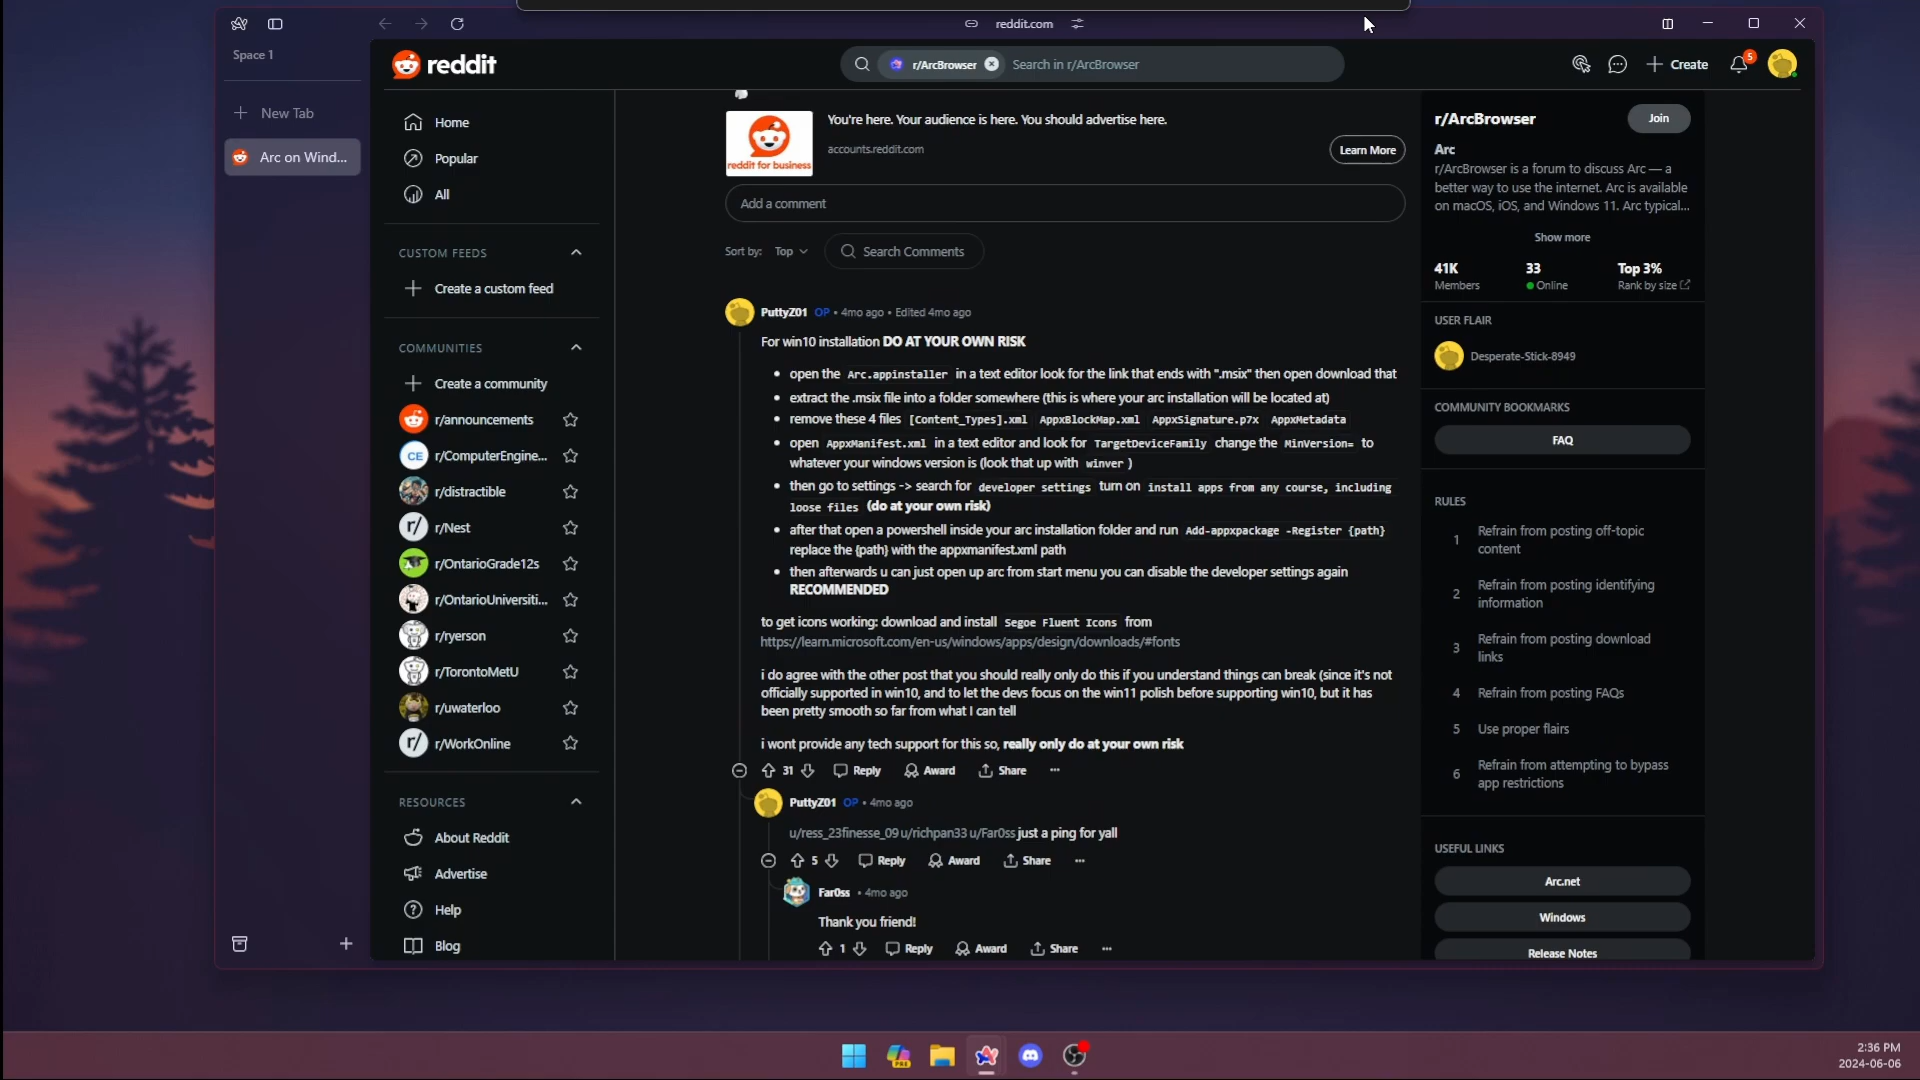 reddit.com
Space 1
New Tab
Arc on Wind...
reddit
r/ArcBrowser
Search in r/ArcBrowser
Create
5
Home
Popular
All
CUSTOM FEEDS
Create a custom feed
COMMUNITIES
Create a community
r/announcements
CE
r/ComputerEngine...
r/distractible
r/
r/Nest
r/OntarioGrade12s
r/OntarioUniversiti...
r/ryerson
r/TorontoMetU
r/uwaterloo
r/
r/WorkOnline
RESOURCES
About Reddit
Advertise
Help
Blog
reddit for business
You're here. Your audience is here. You should advertise here.
accounts.reddit.com
Learn More
Add a comment
Sort by: Top
Search Comments
PuttyZ01 OP • 4mo ago • Edited 4mo ago
For win10 installation DO AT YOUR OWN RISK
• open the Arc.appinstaller in a text editor look for the link that ends with ".msix" then open download that
• extract the .msix file into a folder somewhere (this is where your arc installation will be located at)
• remove these 4 files [Content_Types].xml AppxBlockMap.xml AppxSignature.p7x AppxMetadata
• open AppxManifest.xml in a text editor and look for TargetDeviceFamily change the MinVersion= to
whatever your windows version is (look that up with winver )
• then go to settings -> search for developer settings turn on install apps from any course, including
loose files (do at your own risk)
• after that open a powershell inside your arc installation folder and run Add-appxpackage -Register {path}
replace the {path} with the appxmanifest.xml path
• then afterwards u can just open up arc from start menu you can disable the developer settings again
RECOMMENDED
to get icons working: download and install Segoe Fluent Icons from
https://learn.microsoft.com/en-us/windows/apps/design/downloads/#fonts
i do agree with the other post that you should really only do this if you understand things can break (since it's not
officially supported in win10, and to let the devs focus on the win11 polish before supporting win10, but it has
been pretty smooth so far from what I can tell
i wont provide any tech support for this so, really only do at your own risk
31 Reply Award Share ...
PuttyZ01 OP • 4mo ago
u/ress_23finesse_09 u/richpan33 u/Far0ss just a ping for yall
5 Reply Award Share ...
Far0ss • 4mo ago
Thank you friend!
1 Reply Award Share ...
r/ArcBrowser
Join
Arc
r/ArcBrowser is a forum to discuss Arc — a
better way to use the internet. Arc is available
on macOS, iOS, and Windows 11. Arc typical...
Show more
41K 33 Top 3%
Members Online Rank by size
USER FLAIR
Desperate-Stick-8949
COMMUNITY BOOKMARKS
FAQ
RULES
1 Refrain from posting off-topic
content
2 Refrain from posting identifying
information
3 Refrain from posting download
links
4 Refrain from posting FAQs
5 Use proper flairs
6 Refrain from attempting to bypass
app restrictions
USEFUL LINKS
Arc.net
Windows
Release Notes
PRE
2:36 PM
2024-06-06